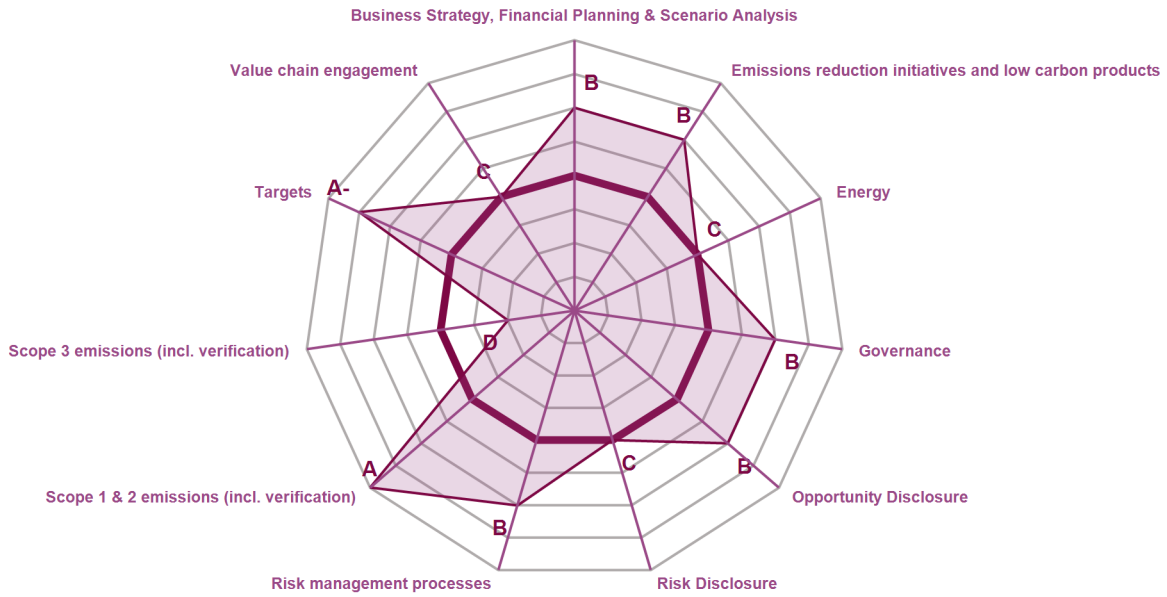 Business Strategy, Financial Planning & Scenario Analysis
Value chain engagement
Emissions reduction initiatives and low carbon products
B
B
C
A-
Targets
Energy
C
D
Scope 3 emissions (incl. verification)
Governance
B
A
B
C
Scope 1 & 2 emissions (incl. verification)
Opportunity Disclosure
B
Risk management processes
Risk Disclosure